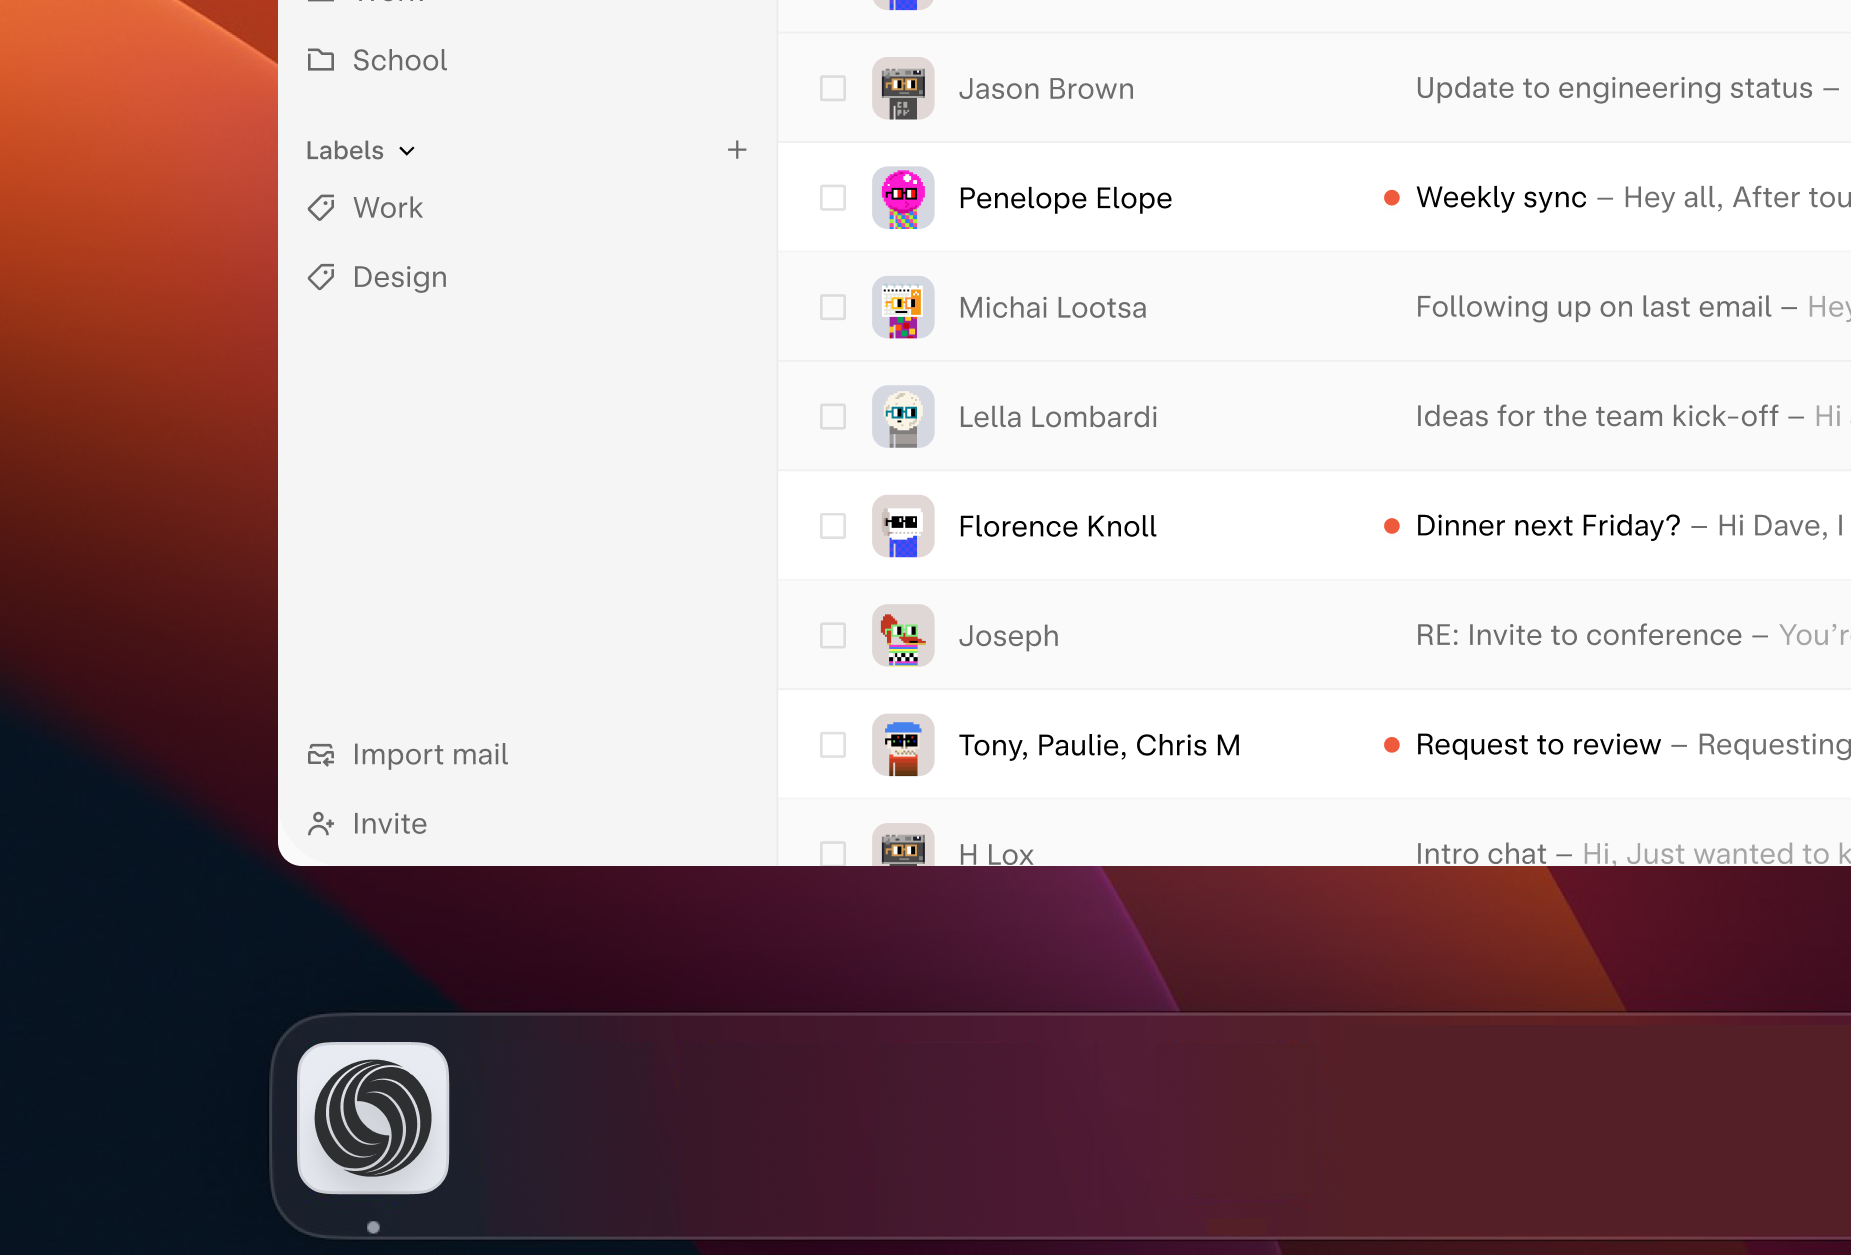 School
Labels
Work
Design
Import mail
Invite
Jason Brown Update to engineering status –
Penelope Elope Weekly sync – Hey all, After tou
Michai Lootsa Following up on last email – Hey
Lella Lombardi Ideas for the team kick-off – Hi
Florence Knoll Dinner next Friday? – Hi Dave, I
Joseph RE: Invite to conference – You're
Tony, Paulie, Chris M Request to review – Requesting
H Lox Intro chat – Hi, Just wanted to k